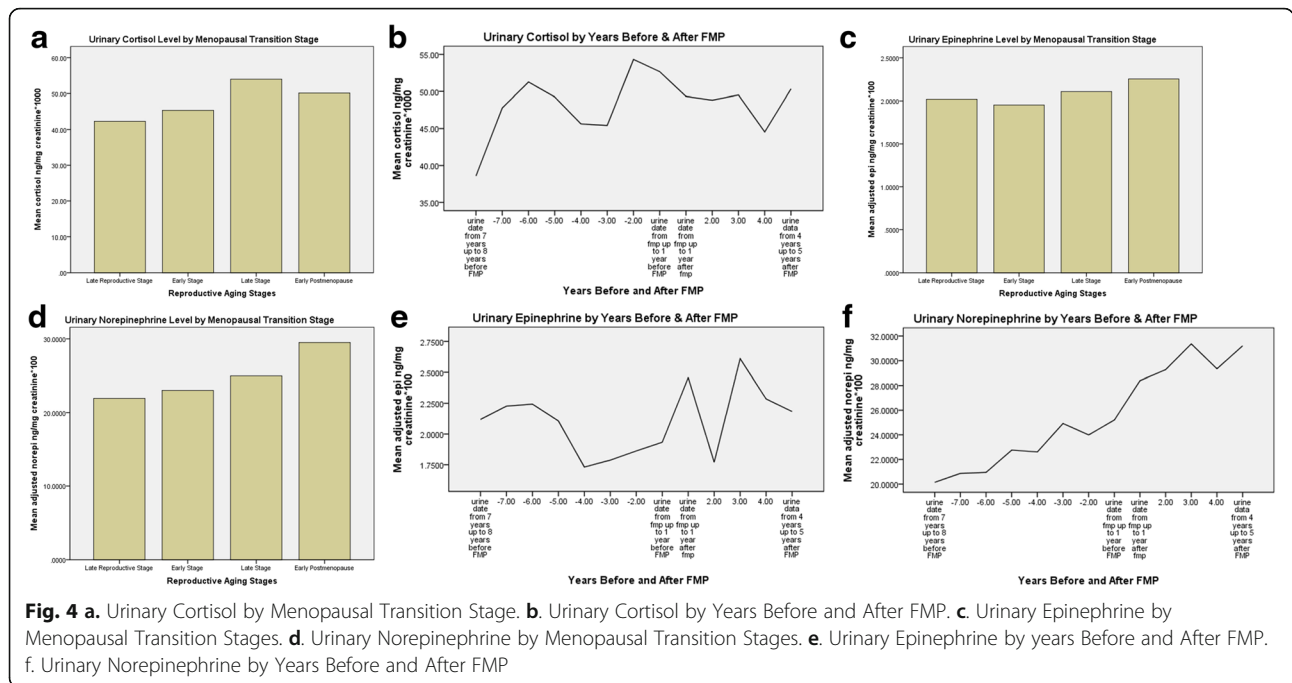 a
Urinary Cortisol Level by Menopausal Transition Stage
Mean cortisol ng/mg creatinine*1000
60.00
50.00
40.00
30.00
20.00
10.00
.00
Late Reproductive Stage Early Stage Late Stage Early Postmenopause
Reproductive Aging Stages
b
Urinary Cortisol by Years Before & After FMP
Mean cortisol ng/mg
creatinine*1000
55.00
50.00
45.00
40.00
35.00
urine date from 7 years up to 8 years before FMP
-7.00 -6.00 -5.00 -4.00 -3.00 -2.00
urine date from fmp up to 1 year before FMP
urine date from fmp up to 1 year after fmp
2.00 3.00 4.00
urine data from 4 years up to 5 years after FMP
Years Before and After FMP
c
Urinary Epinephrine Level by Menopausal Transition Stage
Mean adjusted epi ng/mg creatinine*100
2.5000
2.0000
1.5000
1.0000
.5000
.0000
Late Reproductive Stage Early Stage Late Stage Early Postmenopause
Reproductive Aging Stages
d
Urinary Norepinephrine Level by Menopausal Transition Stage
Mean adjusted norepi ng/mg creatinine*100
30.0000
20.0000
10.0000
.0000
Late Reproductive Stage Early Stage Late Stage Early Postmenopause
Reproductive Aging Stages
e
Urinary Epinephrine by Years Before & After FMP
Mean adjusted epi ng/mg
creatinine*100
2.7500
2.5000
2.2500
2.0000
1.7500
urine date from 7 years up to 8 years before FMP
-7.00 -6.00 -5.00 -4.00 -3.00 -2.00
urine date from fmp up to 1 year before FMP
urine date from fmp up to 1 year after fmp
2.00 3.00 4.00
urine data from 4 years up to 5 years after FMP
Years Before and After FMP
f
Urinary Norepinephrine by Years Before & After FMP
Mean adjusted norepi ng/mg
creatinine*100
32.0000
30.0000
28.0000
26.0000
24.0000
22.0000
20.0000
urine date from 7 years up to 8 years before FMP
-7.00 -6.00 -5.00 -4.00 -3.00 -2.00
urine date from fmp up to 1 year before FMP
urine date from fmp up to 1 year after fmp
2.00 3.00 4.00
urine data from 4 years up to 5 years after FMP
Years Before and After FMP
Fig. 4 a. Urinary Cortisol by Menopausal Transition Stage. b. Urinary Cortisol by Years Before and After FMP. c. Urinary Epinephrine by
Menopausal Transition Stages. d. Urinary Norepinephrine by Menopausal Transition Stages. e. Urinary Epinephrine by years Before and After FMP.
f. Urinary Norepinephrine by Years Before and After FMP